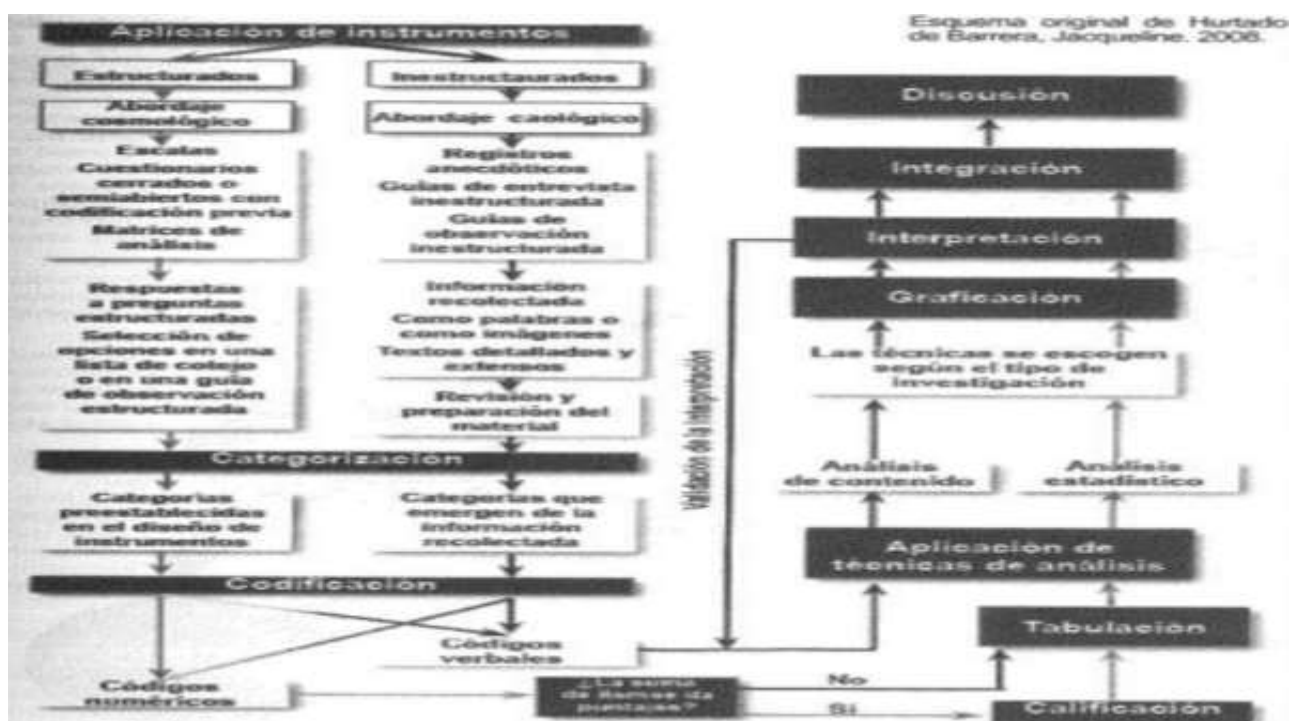 Aplicación de instrumentos
Esquema original de Hurtado
de Barrera, Jacqueline. 2008.
Estructurados
Inestructaurados
Abordaje
cosmológico
Abordaje caológico
Escalas
Cuestionarios
cerrados o
semiabiertos con
codificación previa
Matrices de
análisis
Registros
anecdóticos
Guías de entrevista
inestructurada
Guías de
observación
inestructurada
Respuestas
a preguntas
estructuradas
Selección de
opciones en una
lista de cotejo
o en una guía
de observación
estructurada
Información
recolectada
Como palabras o
como imágenes
Textos detallados y
extensos
Revisión y
preparación del
material
Categorización
Categorías
preestablecidas
en el diseño de
instrumentos
Categorías que
emergen de la
información
recolectada
Codificación
Códigos
verbales
Códigos
numéricos
¿La suma
de ítemes da
puntajes?
No
Sí
Calificación
Tabulación
Aplicación de
técnicas de análisis
Análisis
de contenido
Análisis
estadístico
Las técnicas se escogen
según el tipo de
investigación
Graficación
Interpretación
Integración
Discusión
Validación de la interpretación